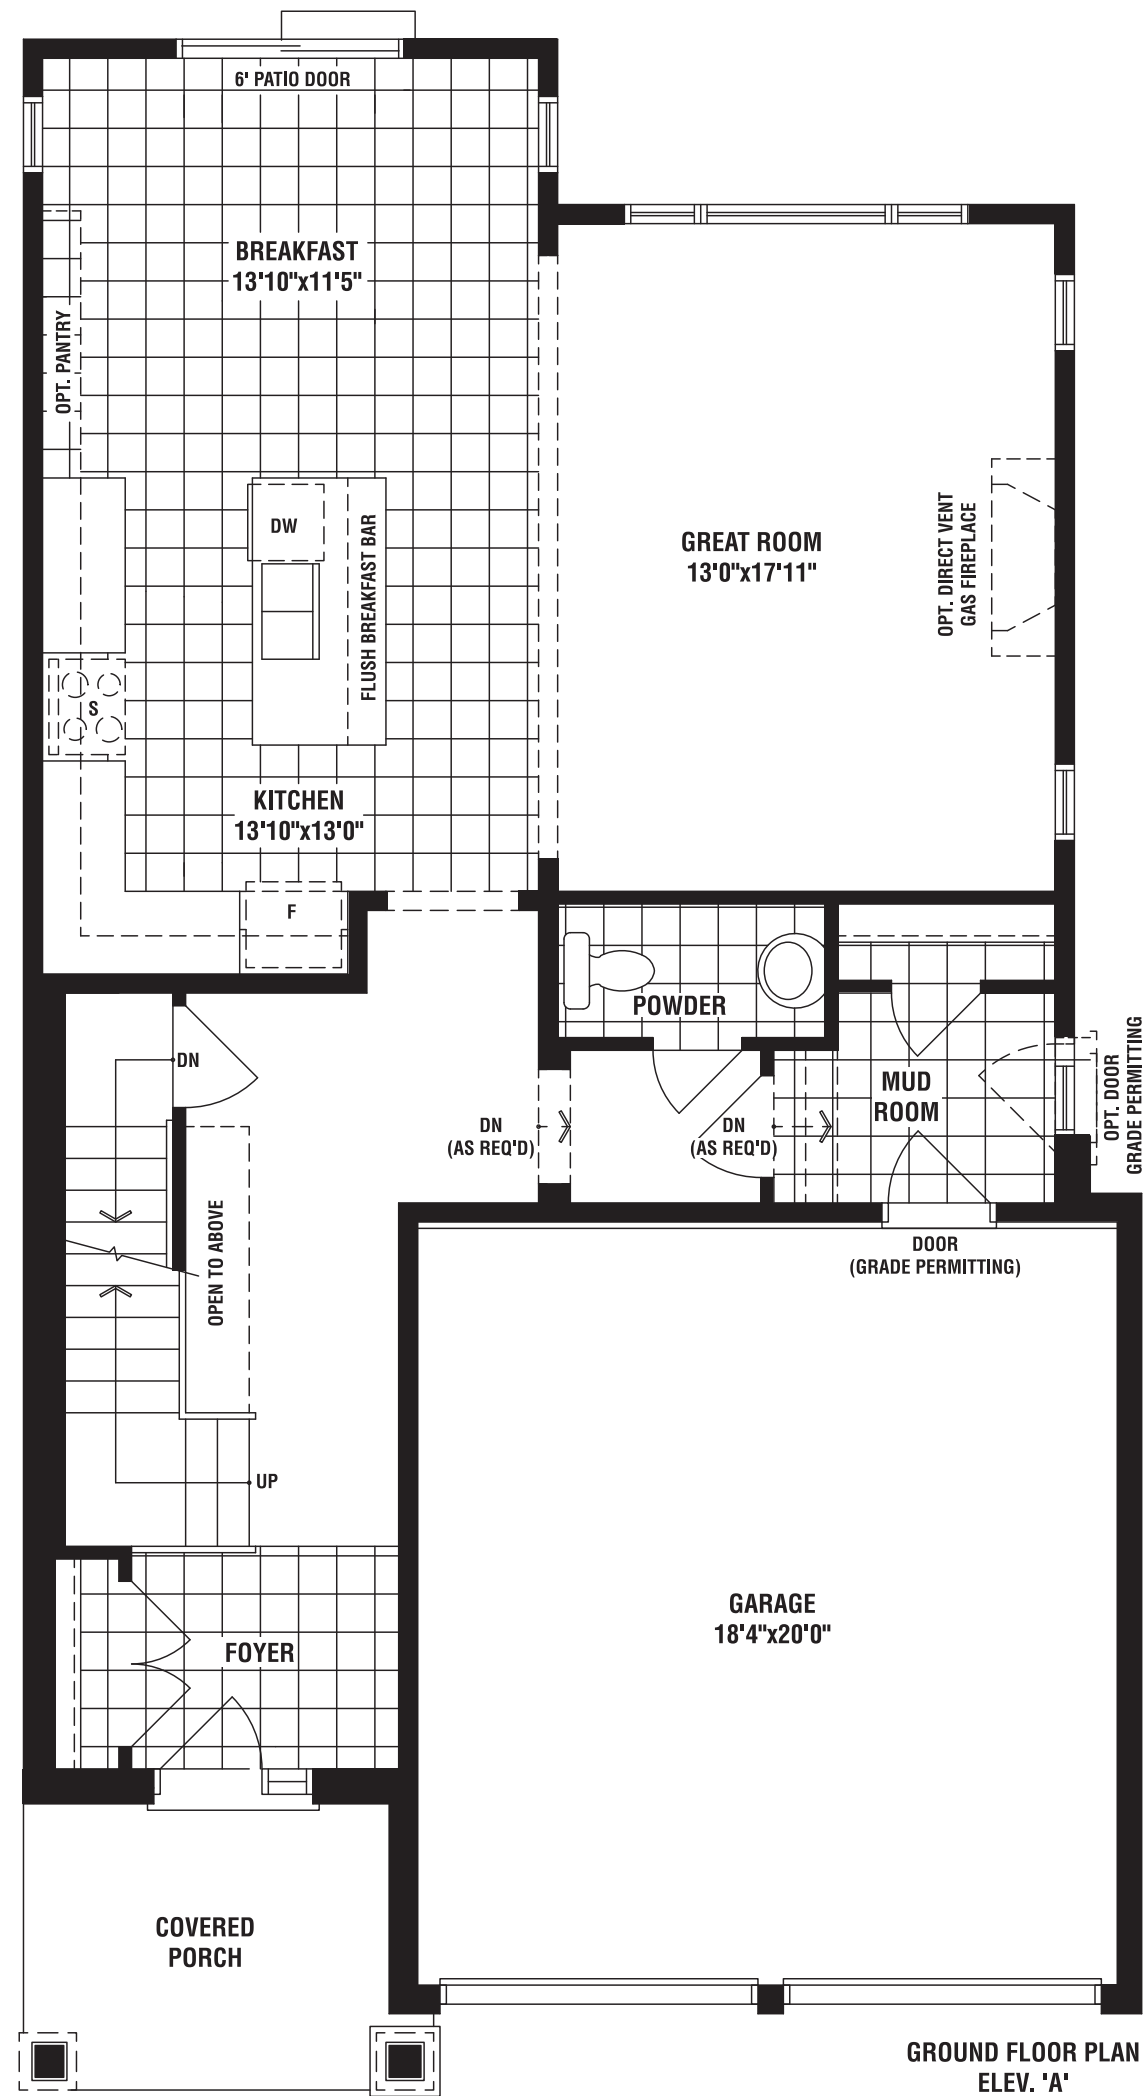 6' PATIO DOOR
BREAKFAST
13'10"x11'5"
OPT. PANTRY
DW
FLUSH BREAKFAST BAR
GREAT ROOM
13'0"x17'11"
OPT. DIRECT VENT
GAS FIREPLACE
S
KITCHEN
13'10"x13'0"
F
POWDER
DN
MUD
ROOM
OPT. DOOR
GRADE PERMITTING
DN
(AS REQ'D)
DN
(AS REQ'D)
OPEN TO ABOVE
DOOR
(GRADE PERMITTING)
UP
GARAGE
18'4"x20'0"
FOYER
COVERED
PORCH
GROUND FLOOR PLAN
ELEV. 'A'